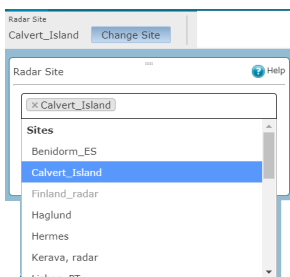 Radar Site
Calvert_Island Change Site
Radar Site Help
× Calvert_Island
Sites
Benidorm_ES
Calvert_Island
Finland_radar
Haglund
Hermes
Kerava, radar